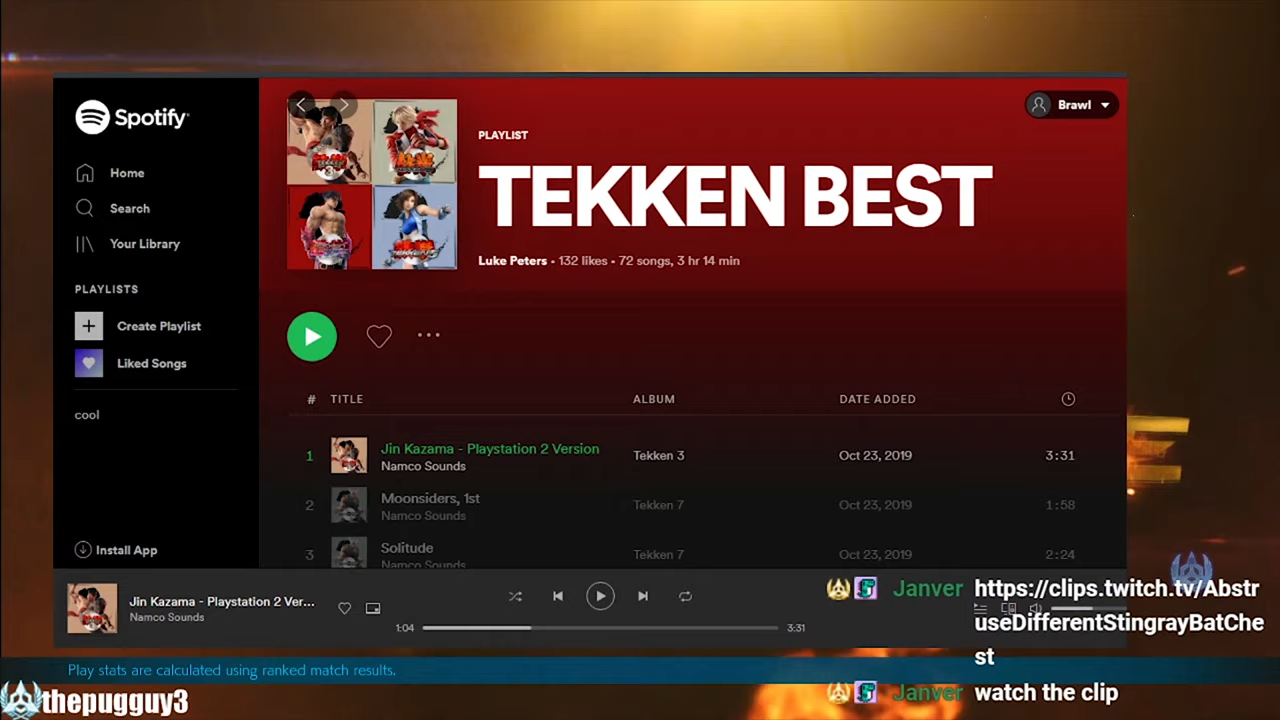 Spotify
Home
Search
Your Library
PLAYLISTS
Create Playlist
Liked Songs
cool
Install App
Brawl
PLAYLIST
TEKKEN BEST
Luke Peters • 132 likes • 72 songs, 3 hr 14 min
# TITLE ALBUM DATE ADDED
1 Jin Kazama - Playstation 2 Version Tekken 3 Oct 23, 2019 3:31
Namco Sounds
2 Moonsiders, 1st Tekken 7 Oct 23, 2019 1:58
Namco Sounds
3 Solitude Tekken 7 Oct 23, 2019 2:24
Namco Sounds
Jin Kazama - Playstation 2 Ver...
Namco Sounds
1:04 3:31
Janver https://clips.twitch.tv/Abstr
useDifferentStingrayBatChe
st
Janver watch the clip
Play stats are calculated using ranked match results.
thepugguy3